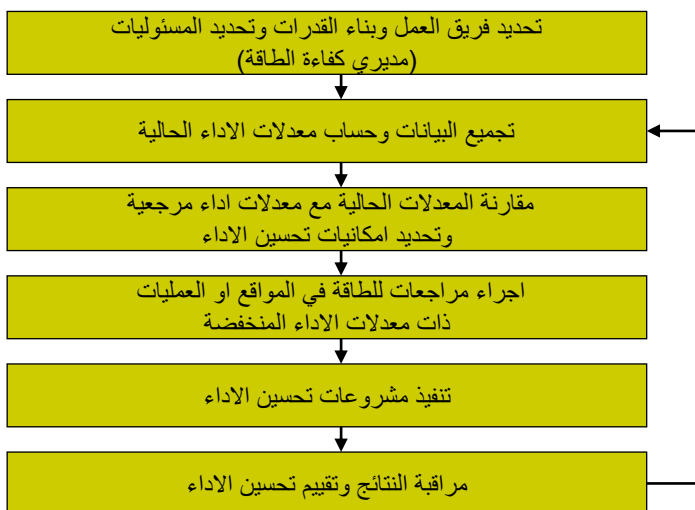 تحديد فريق العمل وبناء القدرات وتحديد المسئوليات
(مديري كفاءة الطاقة)
تجميع البيانات وحساب معدلات الاداء الحالية
مقارنة المعدلات الحالية مع معدلات اداء مرجعية
وتحديد امكانيات تحسين الاداء
اجراء مراجعات للطاقة في المواقع او العمليات
ذات معدلات الاداء المنخفضة
تنفيذ مشروعات تحسين الاداء
مراقبة النتائج وتقييم تحسين الاداء